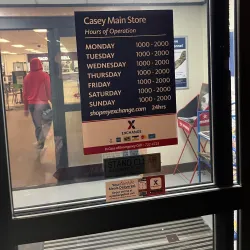 Casey Main Store
Hours of Operation
MONDAY 1000-2000
TUESDAY 1000-2000
WEDNESDAY 1000-2000
THURSDAY 1000-2000
FRIDAY 1000-2000
SATURDAY 1000-2000
SUNDAY 1000-2000
shopmyexchange.com 24hrs
X
EXCHANGE